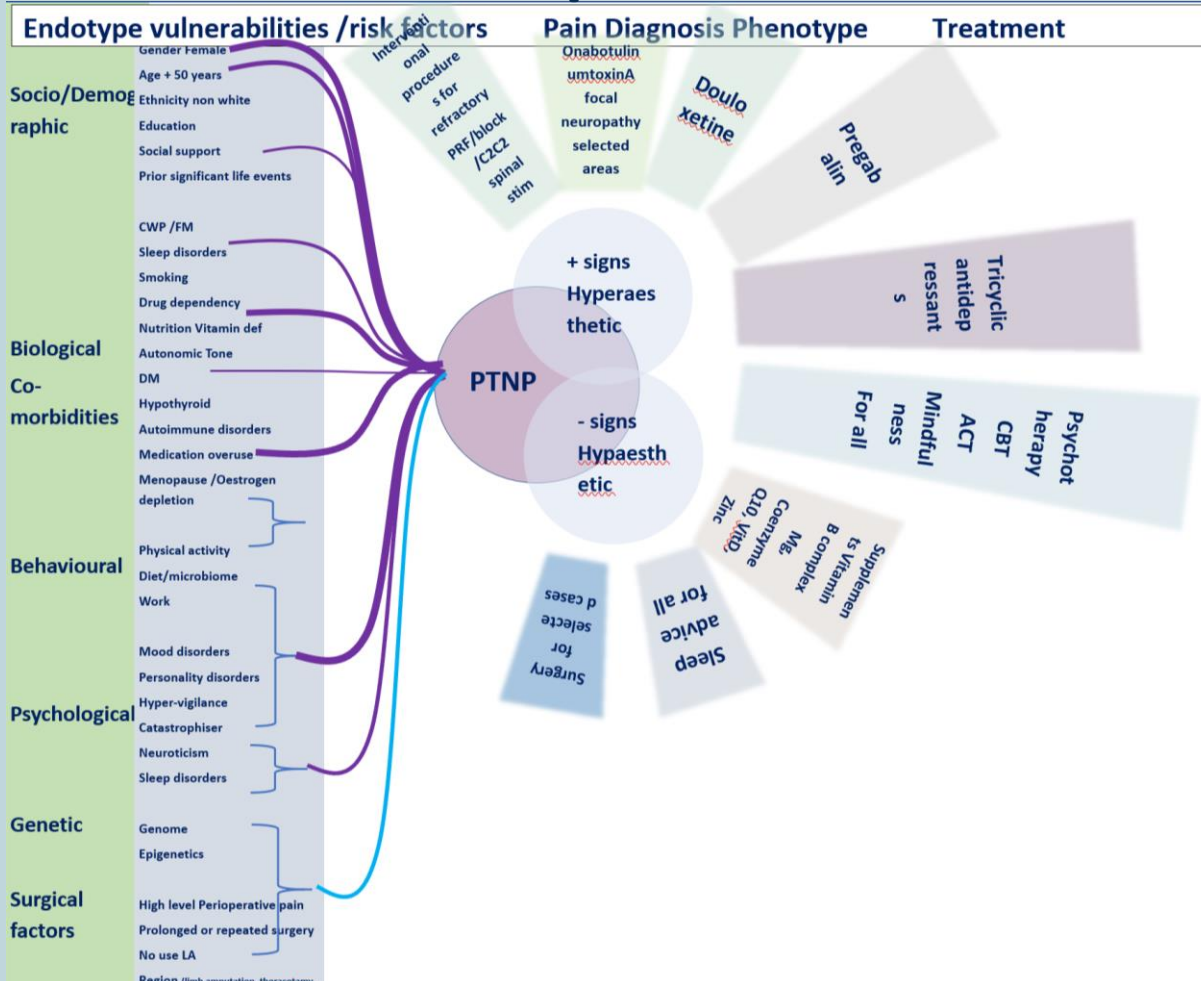 Endotype vulnerabilities /risk factors
Pain Diagnosis Phenotype
Treatment
Socio/Demog
raphic
Gender Female
Age + 50 years
Ethnicity non white
Education
Social support
Prior significant life events
Biological
Co-
morbidities
CWP /FM
Sleep disorders
Smoking
Drug dependency
Nutrition Vitamin def
Autonomic Tone
DM
Hypothyroid
Autoimmune disorders
Medication overuse
Menopause /Oestrogen
depletion
Behavioural
Physical activity
Diet/microbiome
Work
Psychological
Mood disorders
Personality disorders
Hyper-vigilance
Catastrophiser
Neuroticism
Sleep disorders
Genetic
Genome
Epigenetics
Surgical
factors
High level Perioperative pain
Prolonged or repeated surgery
No use LA
Region (limb amputation, thoracotomy
PTNP
+ signs
Hyperaes
thetic
- signs
Hypaesth
etic
Interventi
onal
procedure
s for
refractory
PRF/block
/C2C2
spinal
stim
Onabotulin
umtoxinA
focal
neuropathy
selected
areas
Doulo
xetine
Pregab
alin
Tricyclic
antidep
ressant
s
Psychot
herapy
CBT
ACT
Mindful
ness
For all
Supplemen
ts Vitamin
B complex
Mg,
Coenzyme
Q10, VitD,
Zinc
Sleep
advice
for all
Surgery
for
selecte
d cases